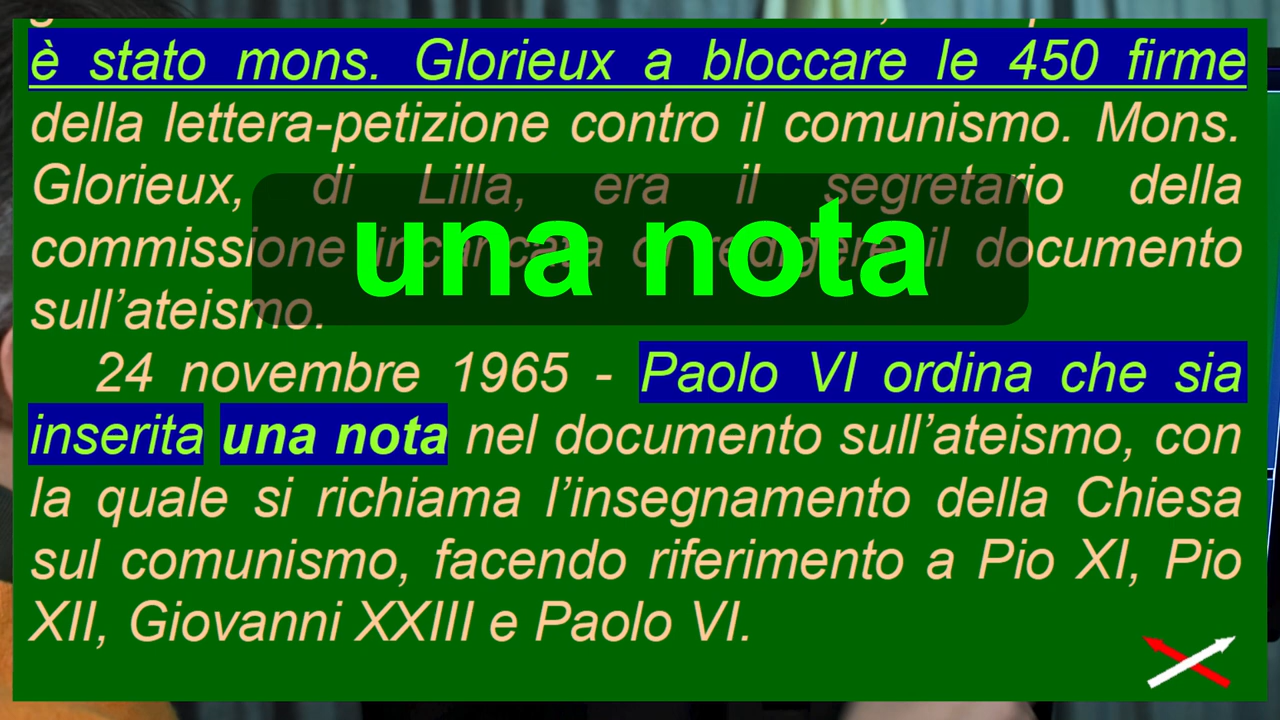 è stato mons. Glorieux a bloccare le 450 firme
della lettera-petizione contro il comunismo. Mons.
Glorieux, di Lilla, era il segretario della
commissione incaricata di redigere il documento
sull’ateismo.
una nota
24 novembre 1965 - Paolo VI ordina che sia
inserita una nota nel documento sull’ateismo, con
la quale si richiama l’insegnamento della Chiesa
sul comunismo, facendo riferimento a Pio XI, Pio
XII, Giovanni XXIII e Paolo VI.